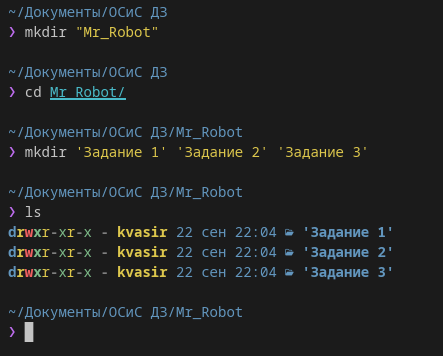 ~/Документы/ОСиС ДЗ
❯ mkdir "Mr_Robot"
~/Документы/ОСиС ДЗ
❯ cd Mr_Robot/
~/Документы/ОСиС ДЗ/Mr_Robot
❯ mkdir 'Задание 1' 'Задание 2' 'Задание 3'
~/Документы/ОСиС ДЗ/Mr_Robot
❯ ls
drwxr-xr-x - kvasir 22 сен 22:04 'Задание 1'
drwxr-xr-x - kvasir 22 сен 22:04 'Задание 2'
drwxr-xr-x - kvasir 22 сен 22:04 'Задание 3'
~/Документы/ОСиС ДЗ/Mr_Robot
❯